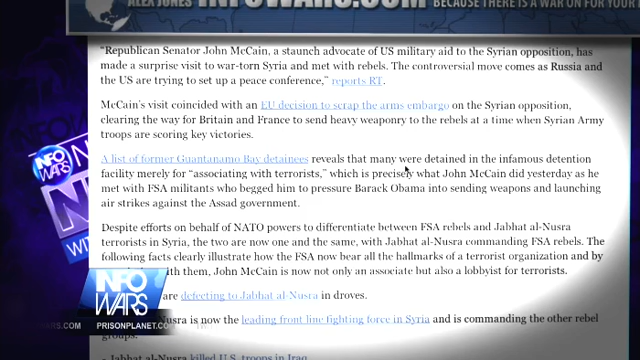 ALEX JONES' INFOWARS.COM BECAUSE THERE IS A WAR ON FOR YOUR
"Republican Senator John McCain, a staunch advocate of US military aid to the Syrian opposition, has
made a surprise visit to war-torn Syria and met with rebels. The controversial move comes as Russia and
the US are trying to set up a peace conference," reports RT.
McCain's visit coincided with an EU decision to scrap the arms embargo on the Syrian opposition,
clearing the way for Britain and France to send heavy weaponry to the rebels at a time when Syrian Army
troops are scoring key victories.
A list of former Guantanamo Bay detainees reveals that many were detained in the infamous detention
facility merely for "associating with terrorists," which is precisely what John McCain did yesterday as he
met with FSA militants who begged him to pressure Barack Obama into sending weapons and launching
air strikes against the Assad government.
Despite efforts on behalf of NATO powers to differentiate between FSA rebels and Jabhat al-Nusra
terrorists in Syria, the two are now one and the same, with Jabhat al-Nusra commanding FSA rebels. The
following facts clearly illustrate how the FSA now bear all the hallmarks of a terrorist organization and by
with them, John McCain is now not only an associate but also a lobbyist for terrorists.
are defecting to Jabhat al-Nusra in droves.
Nusra is now the leading front line fighting force in Syria and is commanding the other rebel
groups.
- Jabhat al-Nusra killed U.S. troops in Iraq
INFO
WARS
INFO
WARS
.COM PRISONPLANET.COM